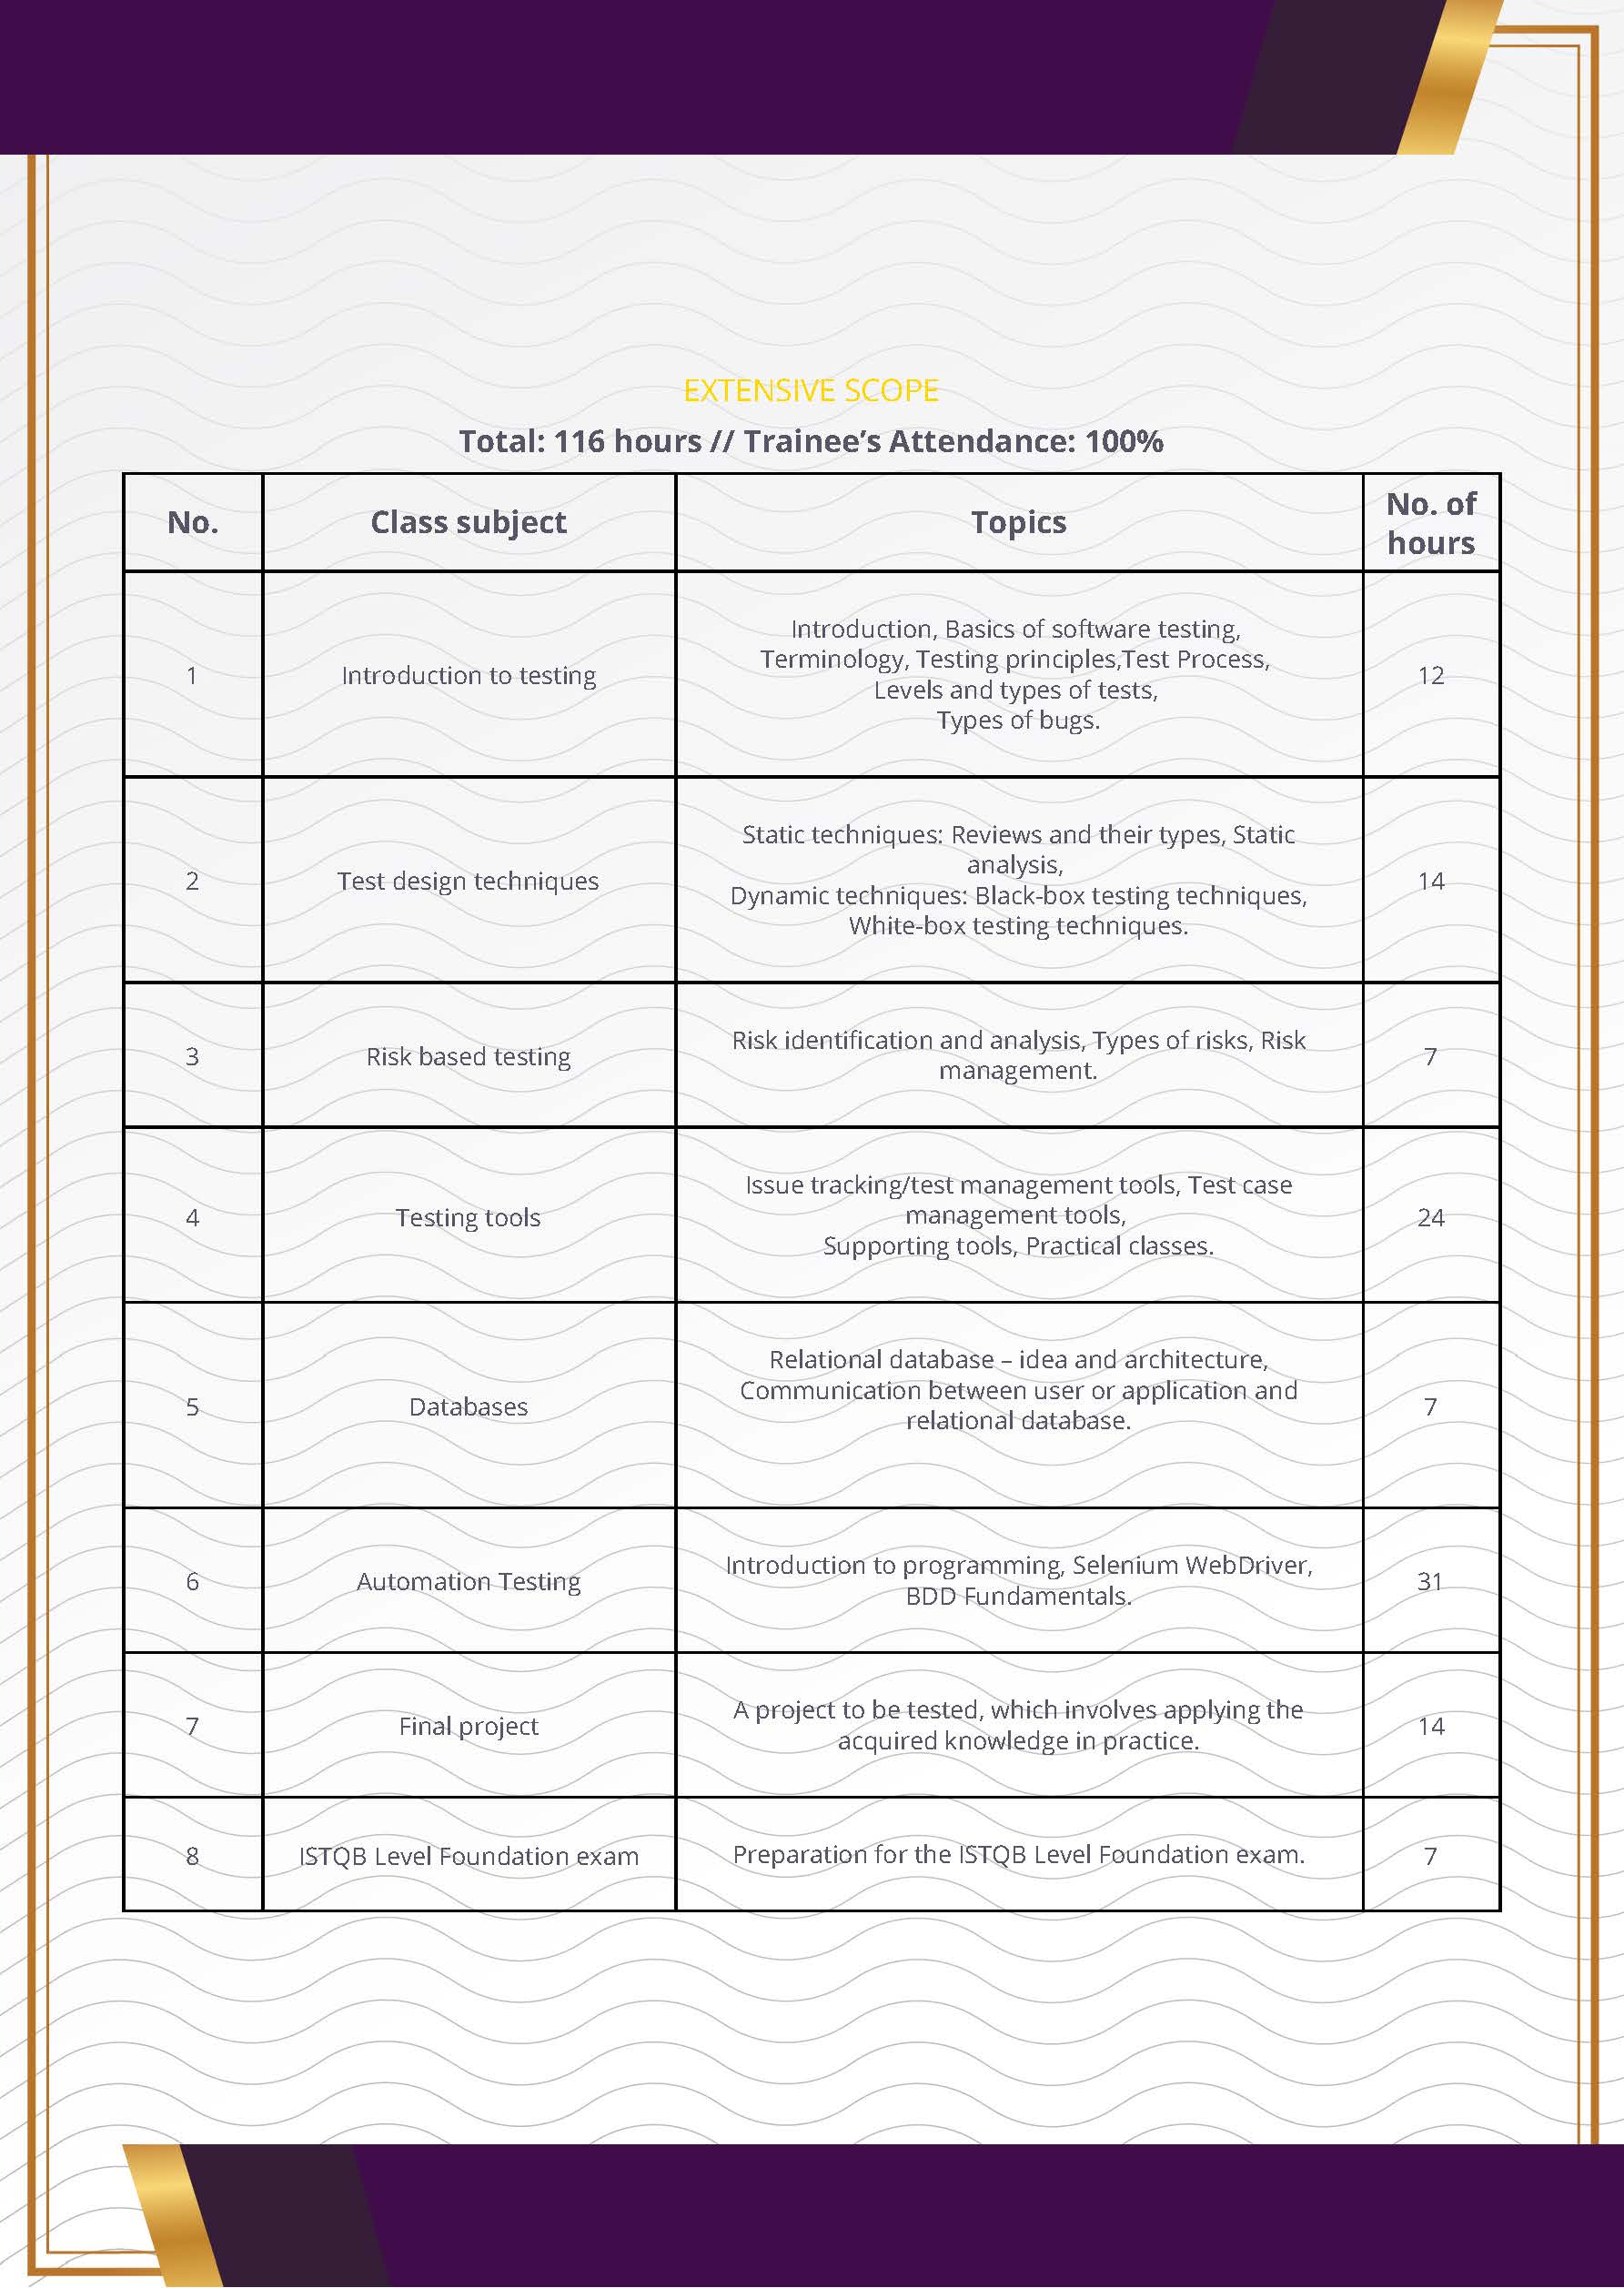 EXTENSIVE SCOPE
Total: 116 hours // Trainee’s Attendance: 100%
No.
Class subject
Topics
No. of
hours
1
Introduction to testing
Introduction, Basics of software testing,
Terminology, Testing principles,Test Process,
Levels and types of tests,
Types of bugs.
12
2
Test design techniques
Static techniques: Reviews and their types, Static
analysis,
Dynamic techniques: Black-box testing techniques,
White-box testing techniques.
14
3
Risk based testing
Risk identification and analysis, Types of risks, Risk
management.
7
4
Testing tools
Issue tracking/test management tools, Test case
management tools,
Supporting tools, Practical classes.
24
5
Databases
Relational database – idea and architecture,
Communication between user or application and
relational database.
7
6
Automation Testing
Introduction to programming, Selenium WebDriver,
BDD Fundamentals.
31
7
Final project
A project to be tested, which involves applying the
acquired knowledge in practice.
14
8
ISTQB Level Foundation exam
Preparation for the ISTQB Level Foundation exam.
7